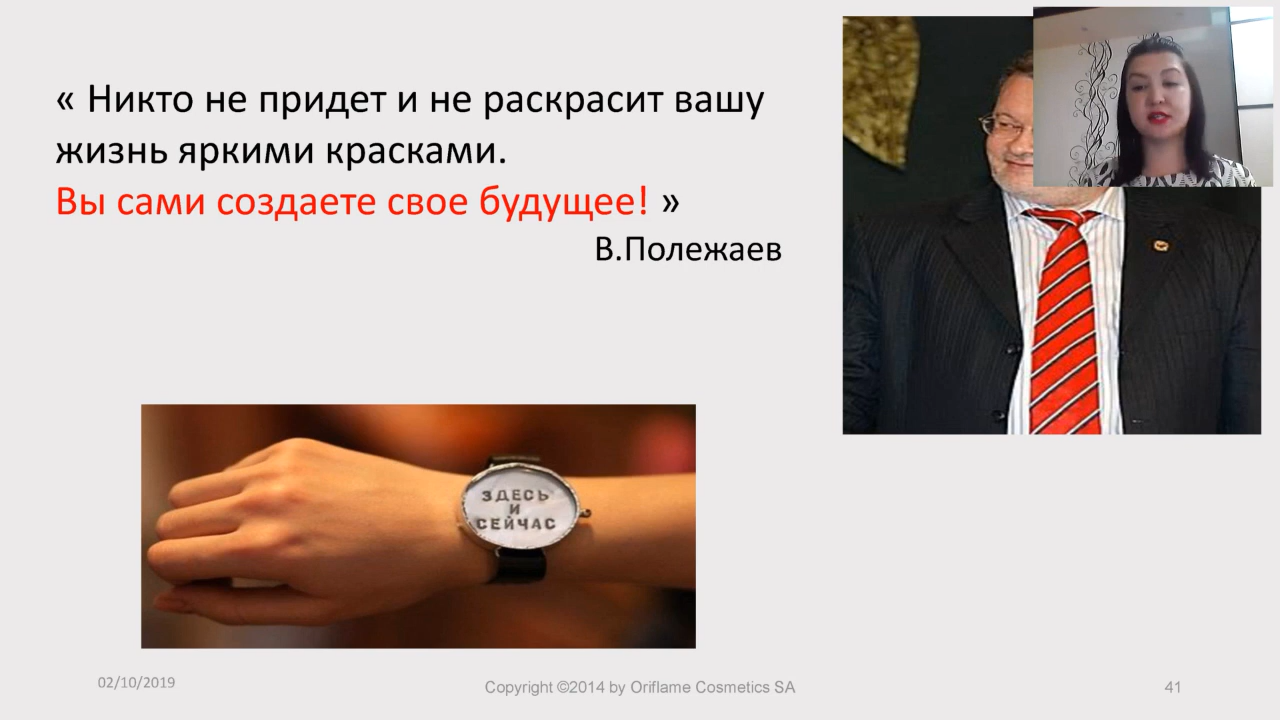 « Никто не придет и не раскрасит вашу
жизнь яркими красками.
Вы сами создаете свое будущее! »
В.Полежаев
ЗДЕСЬ
И
СЕЙЧАС
02/10/2019
Copyright ©2014 by Oriflame Cosmetics SA
41